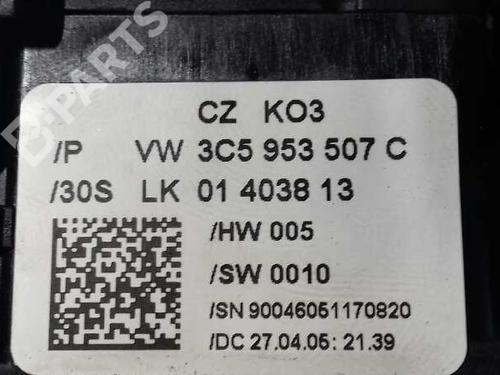 CZ KO3
/P VW 3C5 953 507 C
/30S LK 01 4038 13
/HW 005
/SW 0010
/SN 90046051170820
/DC 27.04.05: 21.39